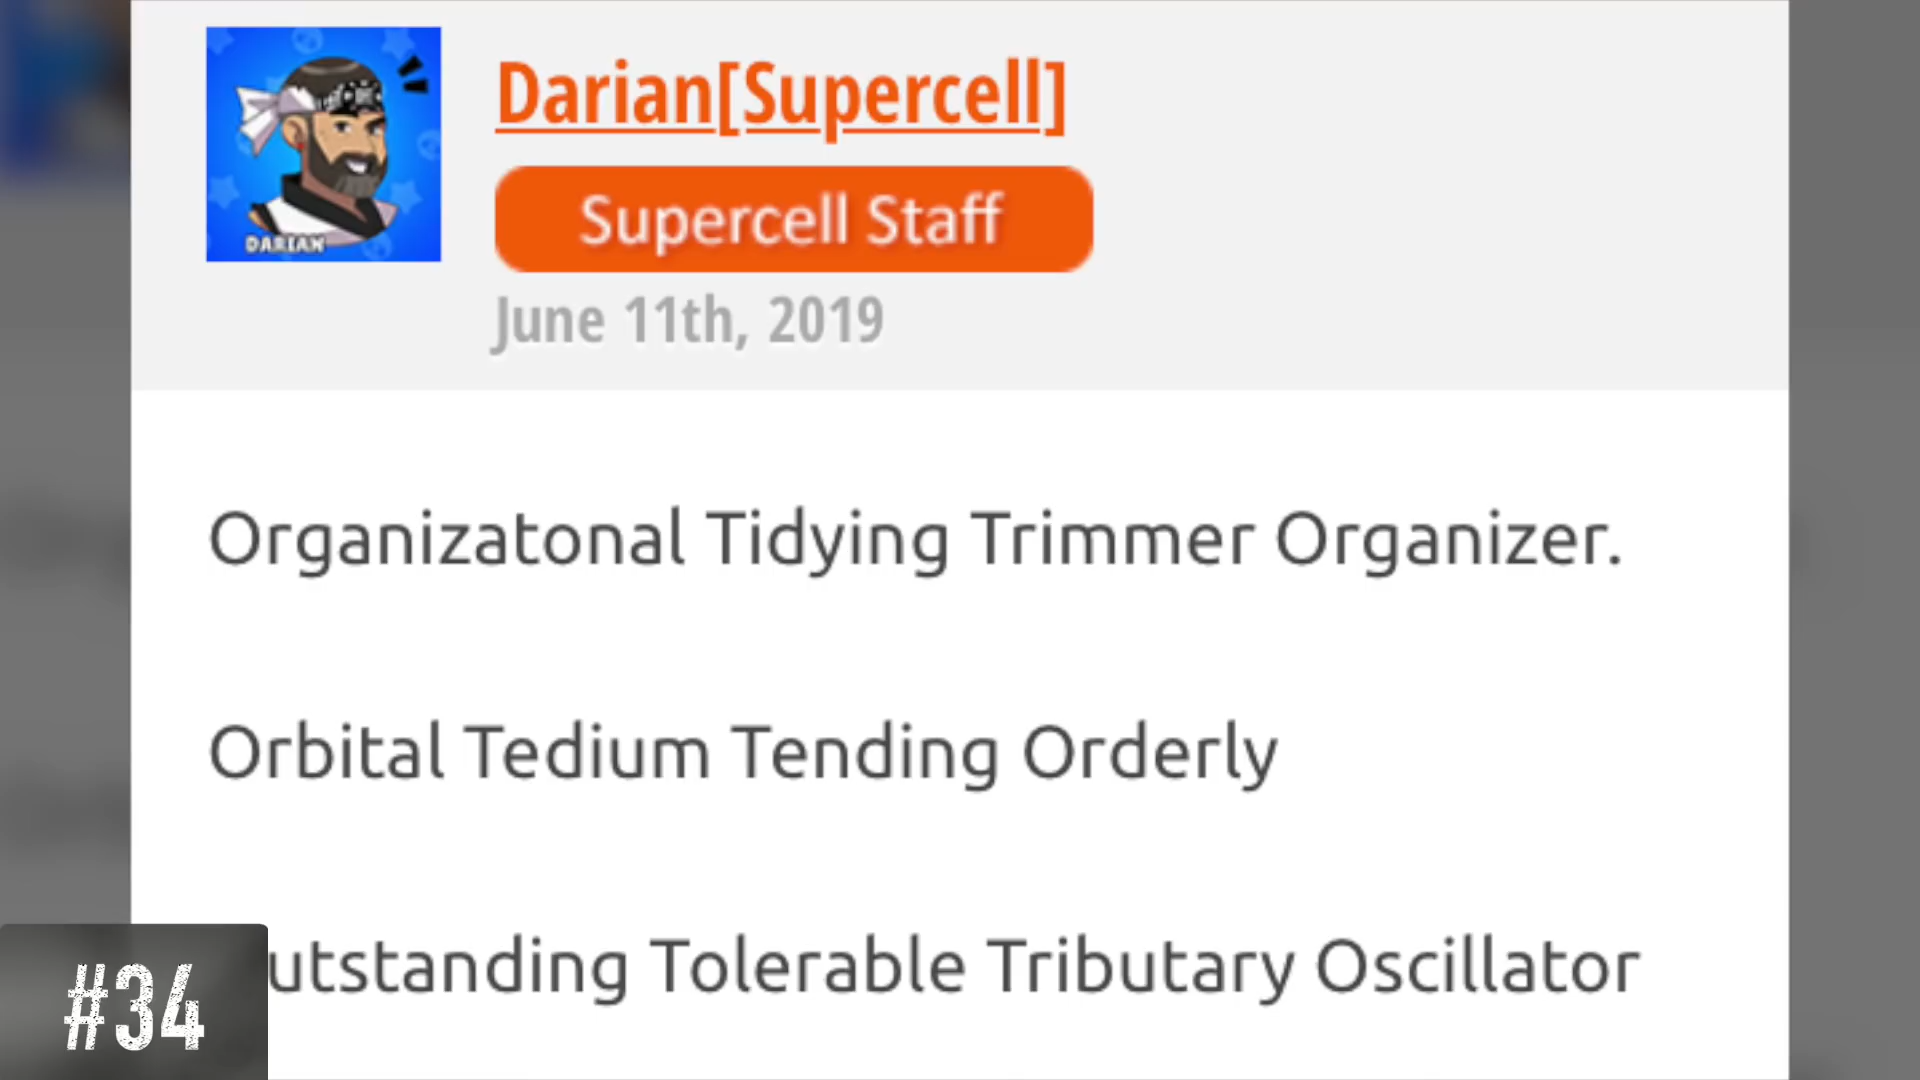 Darian[Supercell]
Supercell Staff
DARIAN
June 11th, 2019
Organizatonal Tidying Trimmer Organizer.
Orbital Tedium Tending Orderly
utstanding Tolerable Tributary Oscillator
#34